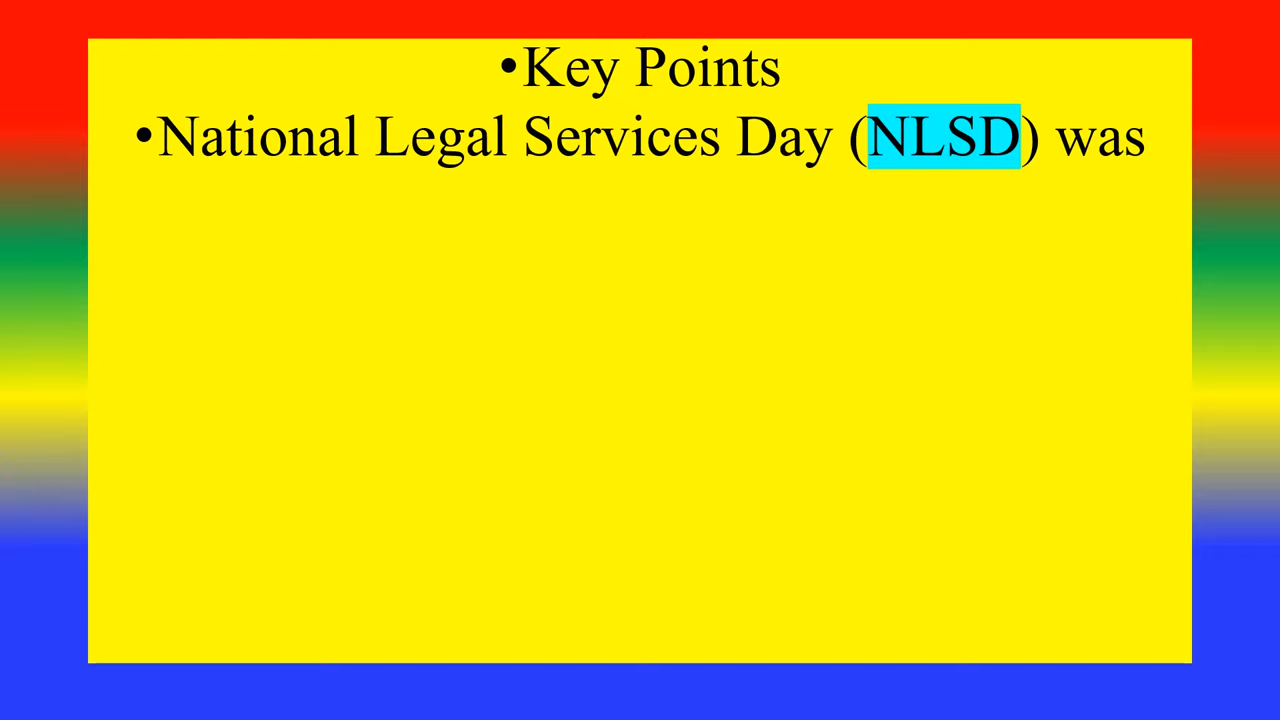 •Key Points
•National Legal Services Day (NLSD) was